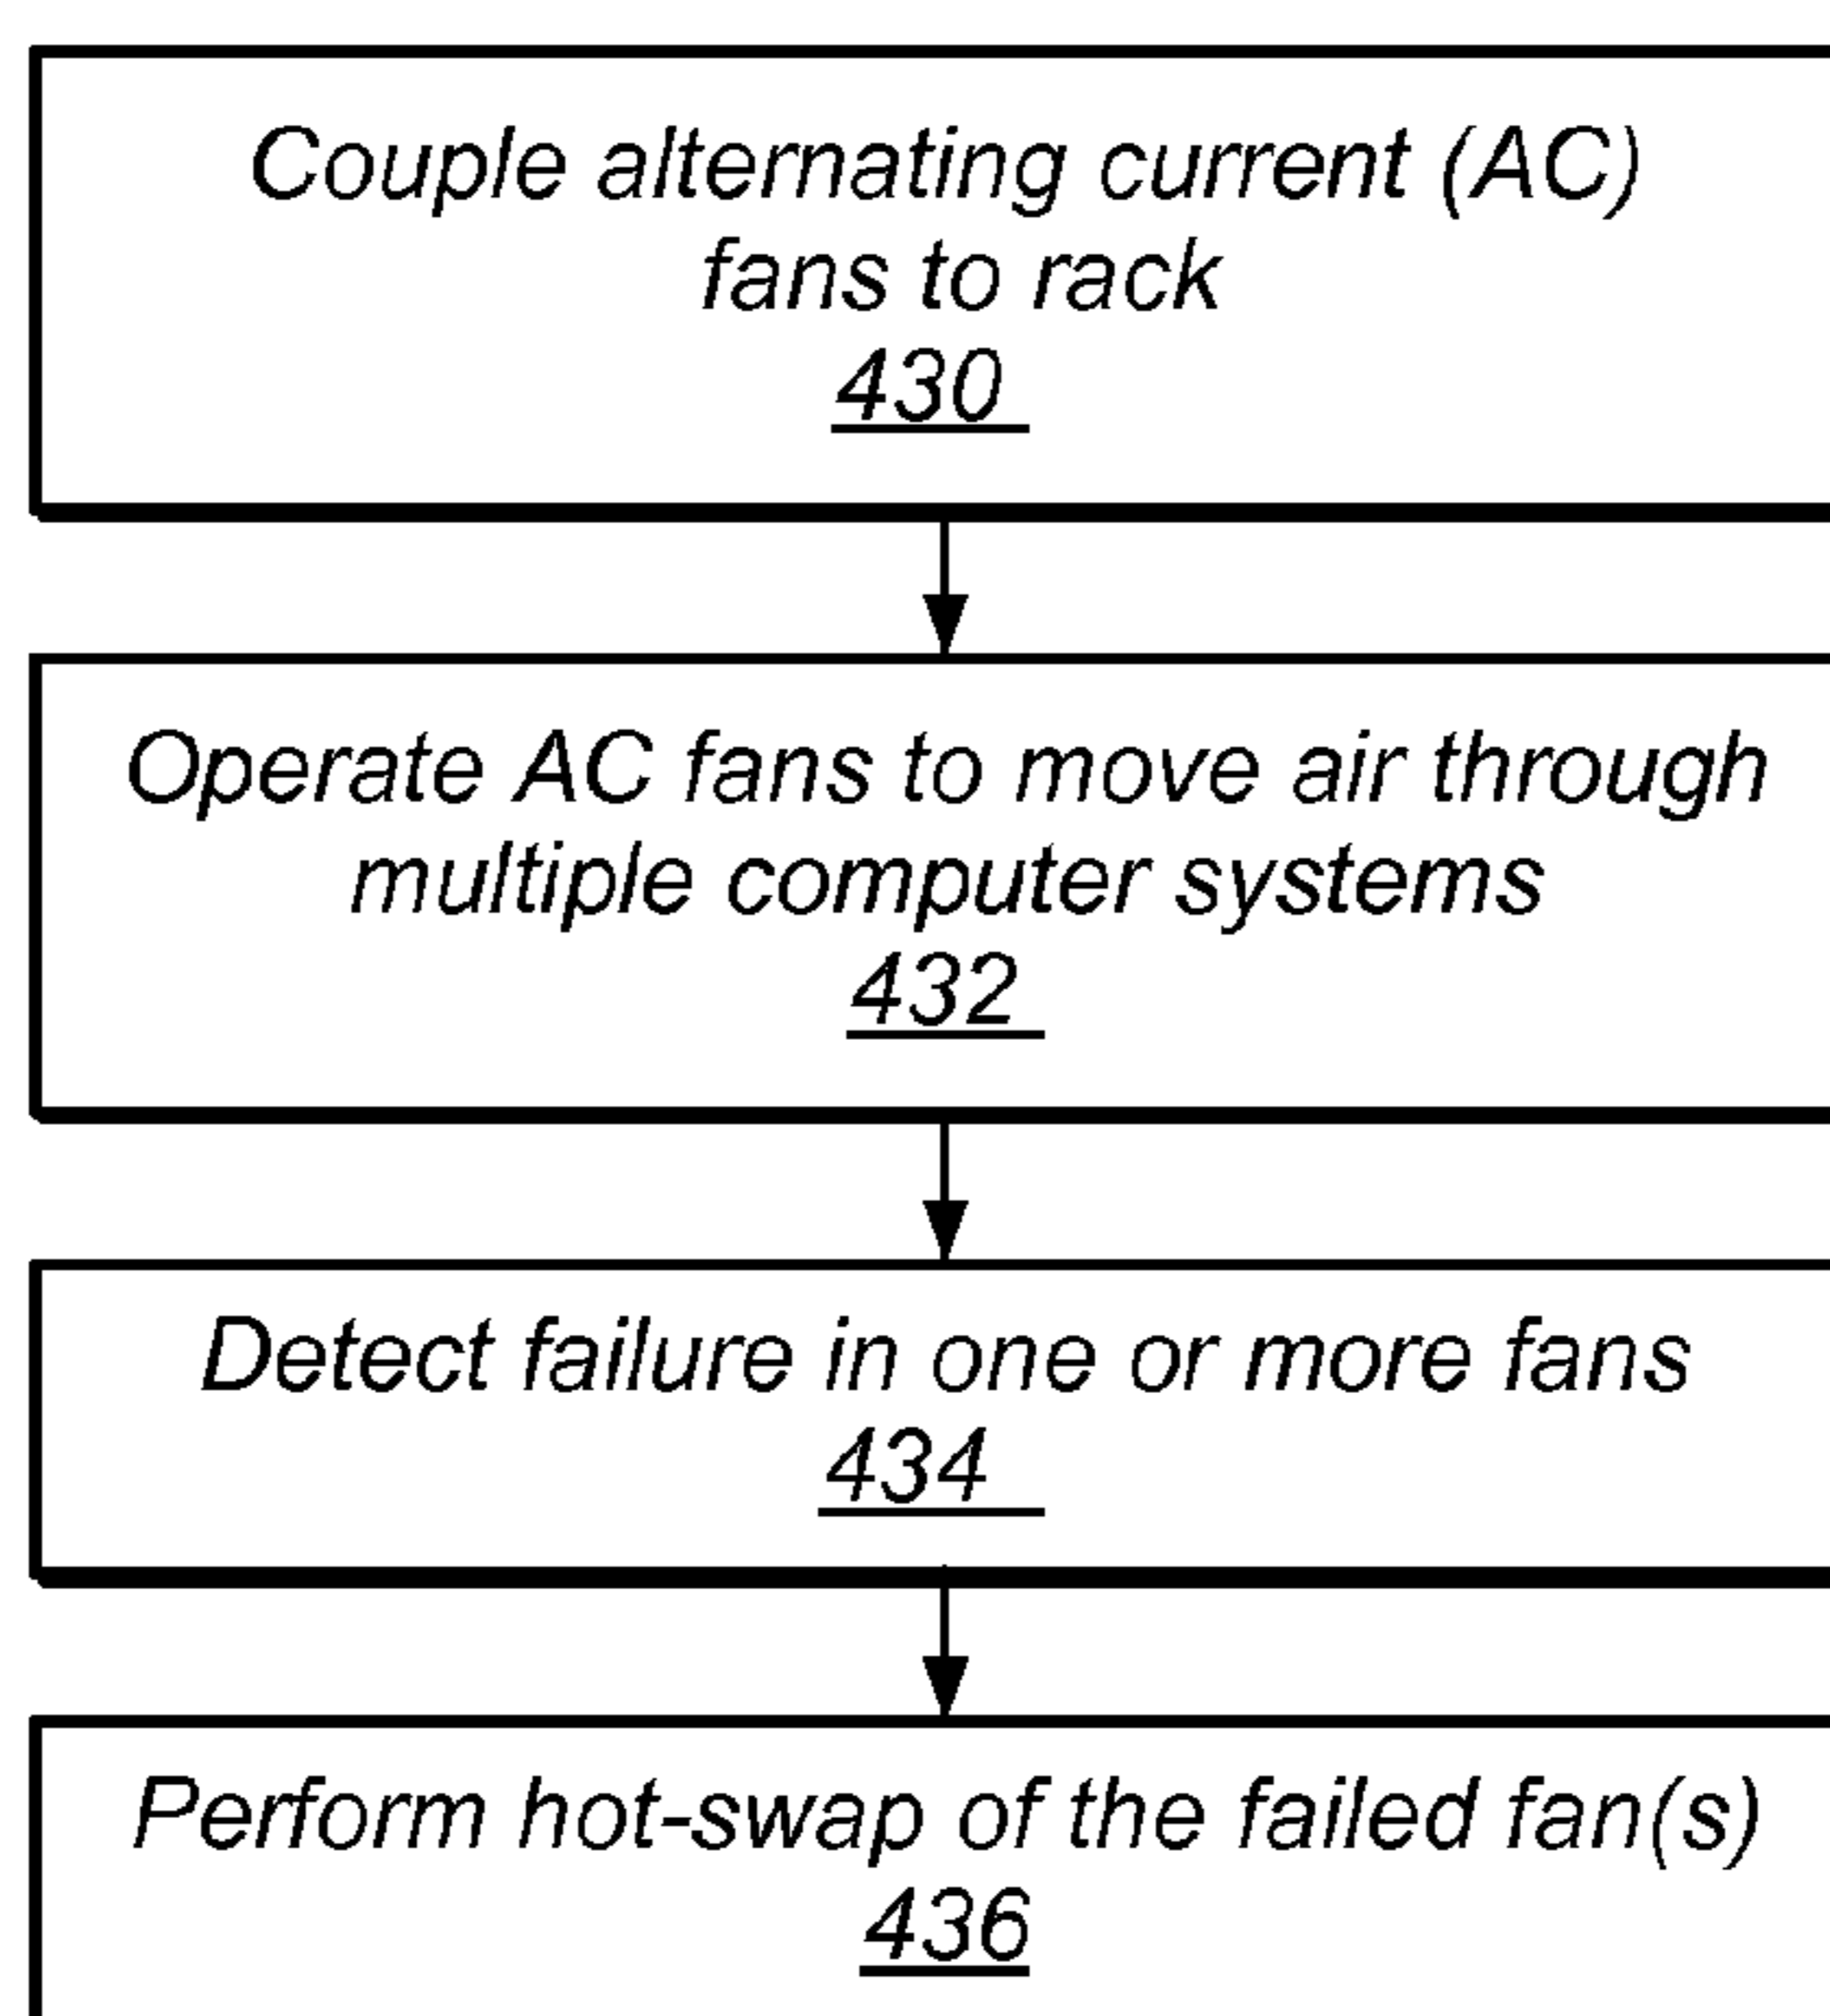 Couple alternating current (AC)
fans to rack
430
Operate AC fans to move air through
multiple computer systems
432
Detect failure in one or more fans
434
Perform hot-swap of the failed fan(s)
436